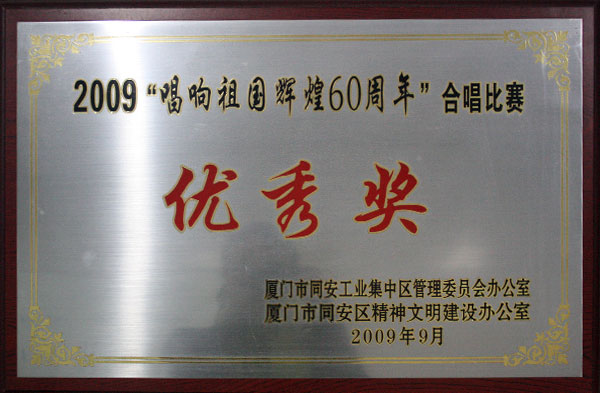 2009“唱响祖国辉煌60周年”合唱比赛
优秀奖
厦门市同安工业集中区管理委员会办公室
厦门市同安区精神文明建设办公室
2009年9月